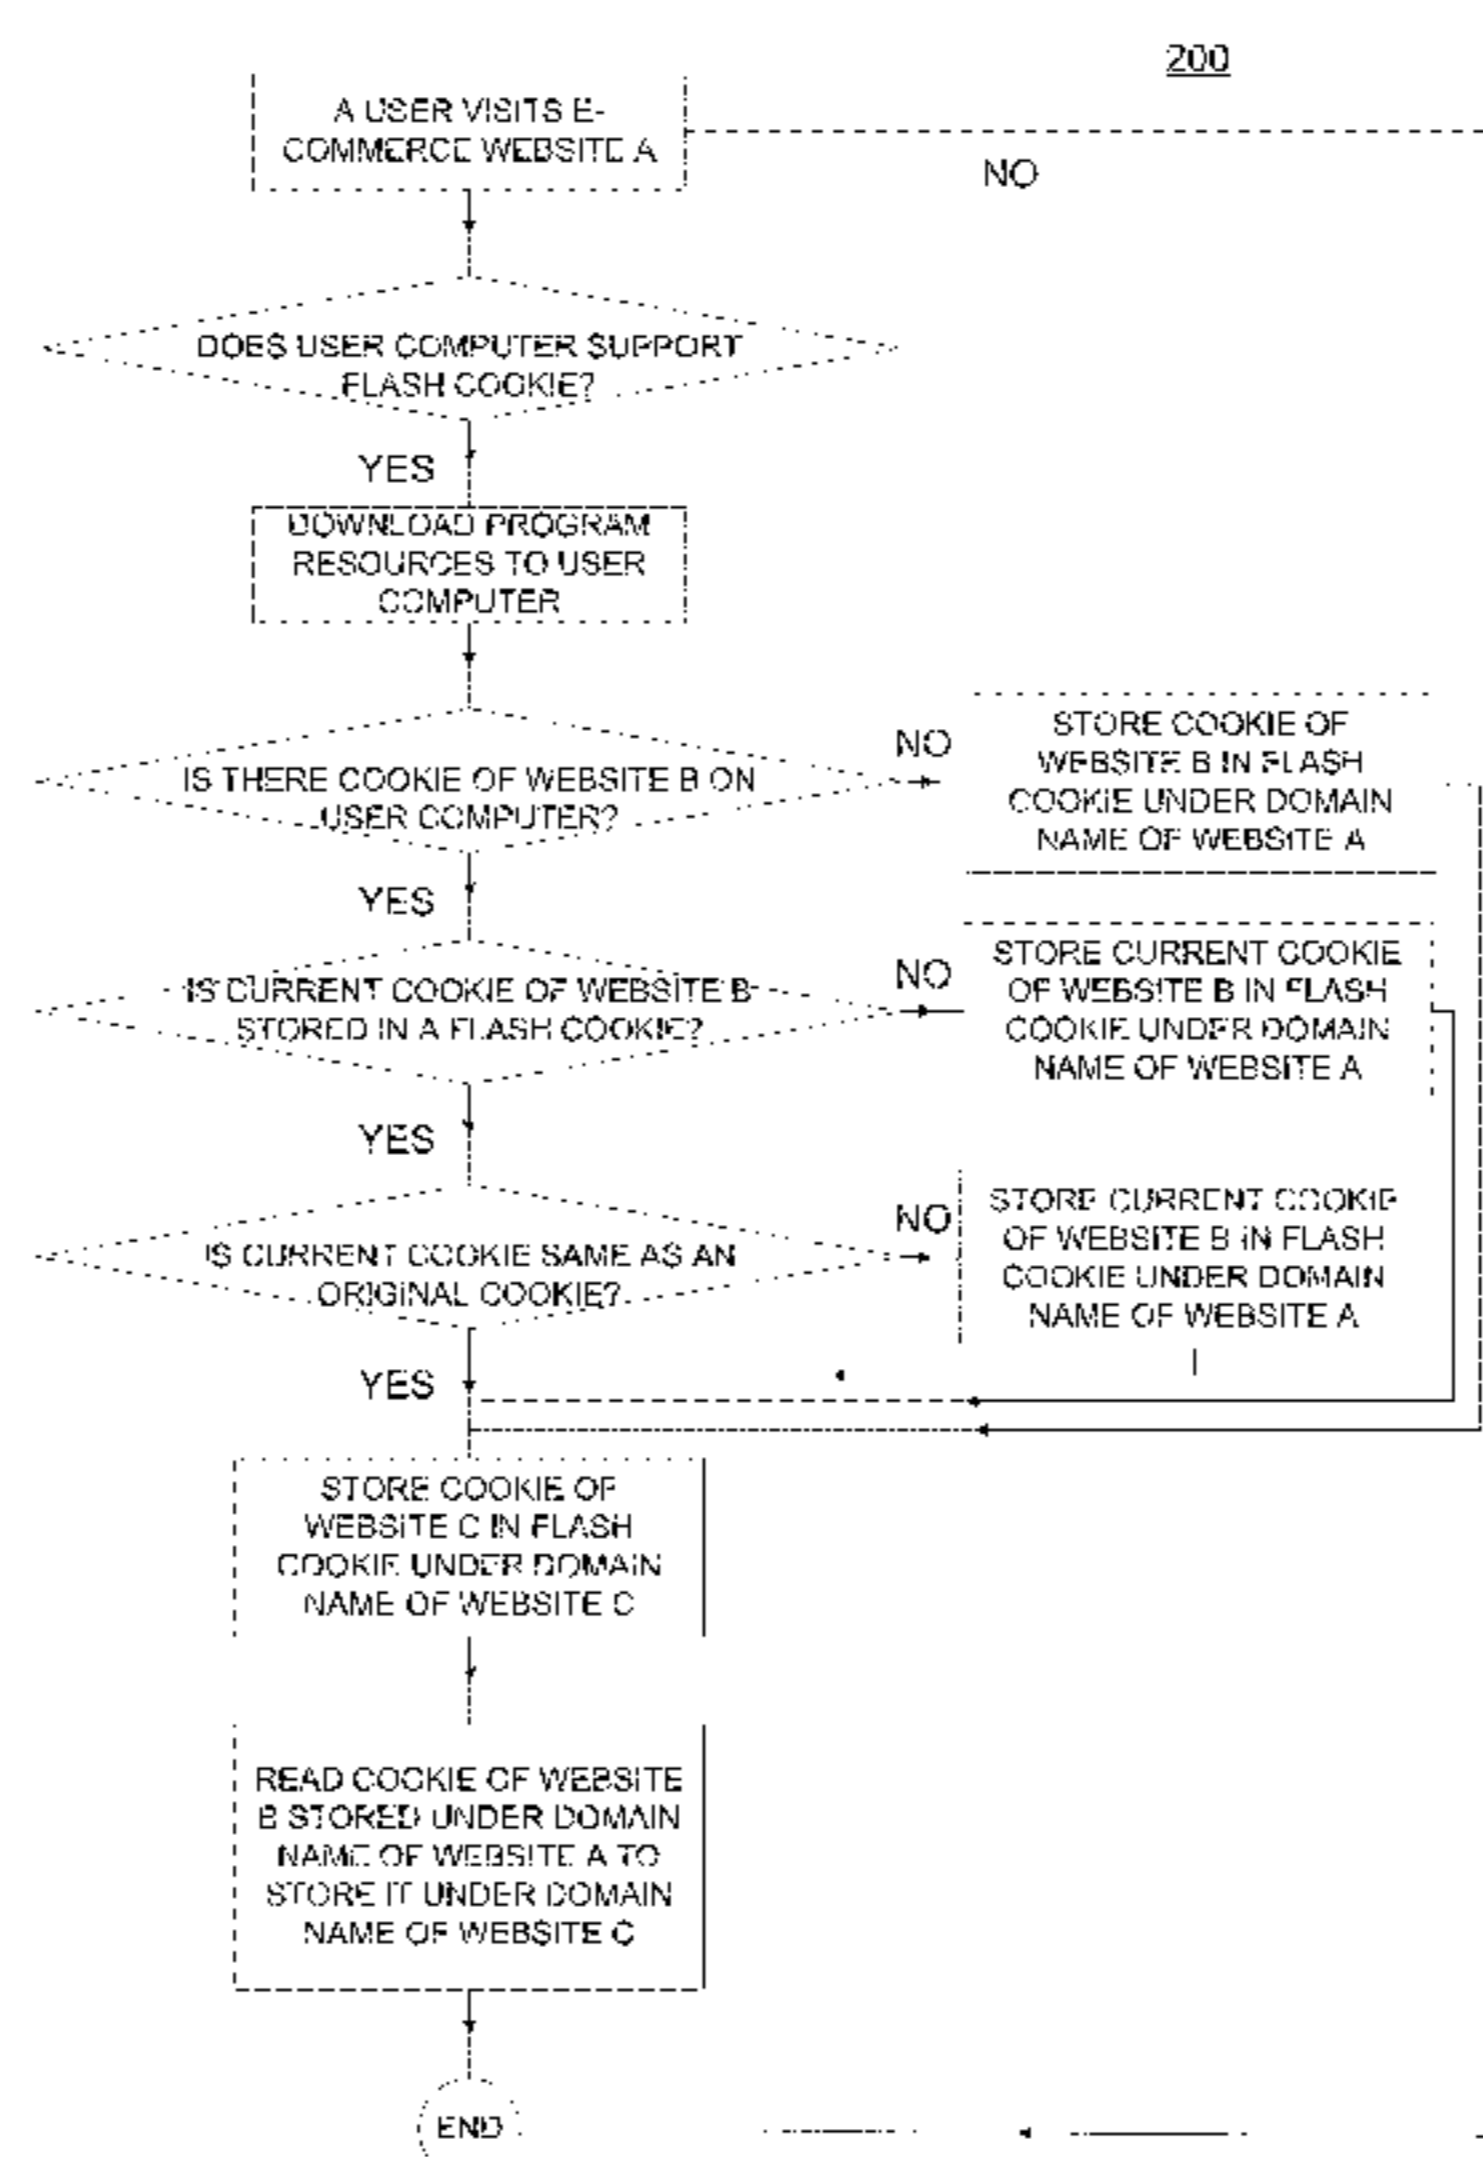 200
A USER VISITS E-
COMMERCE WEBSITE A
NO
DOES USER COMPUTER SUPPORT
FLASH COOKIE?
YES
DOWNLOAD PROGRAM
RESOURCES TO USER
COMPUTER
IS THERE COOKIE OF WEBSITE B ON
USER COMPUTER?
NO
STORE COOKIE OF
WEBSITE B IN FLASH
COOKIE UNDER DOMAIN
NAME OF WEBSITE A
YES
IS CURRENT COOKIE OF WEBSITE B
STORED IN A FLASH COOKIE?
NO
STORE CURRENT COOKIE
OF WEBSITE B IN FLASH
COOKIE UNDER DOMAIN
NAME OF WEBSITE A
YES
IS CURRENT COOKIE SAME AS AN
ORIGINAL COOKIE?
NO
STORE CURRENT COOKIE
OF WEBSITE B IN FLASH
COOKIE UNDER DOMAIN
NAME OF WEBSITE A
YES
STORE COOKIE OF
WEBSITE C IN FLASH
COOKIE UNDER DOMAIN
NAME OF WEBSITE C
READ COOKIE OF WEBSITE
B STORED UNDER DOMAIN
NAME OF WEBSITE A TO
STORE IT UNDER DOMAIN
NAME OF WEBSITE C
END